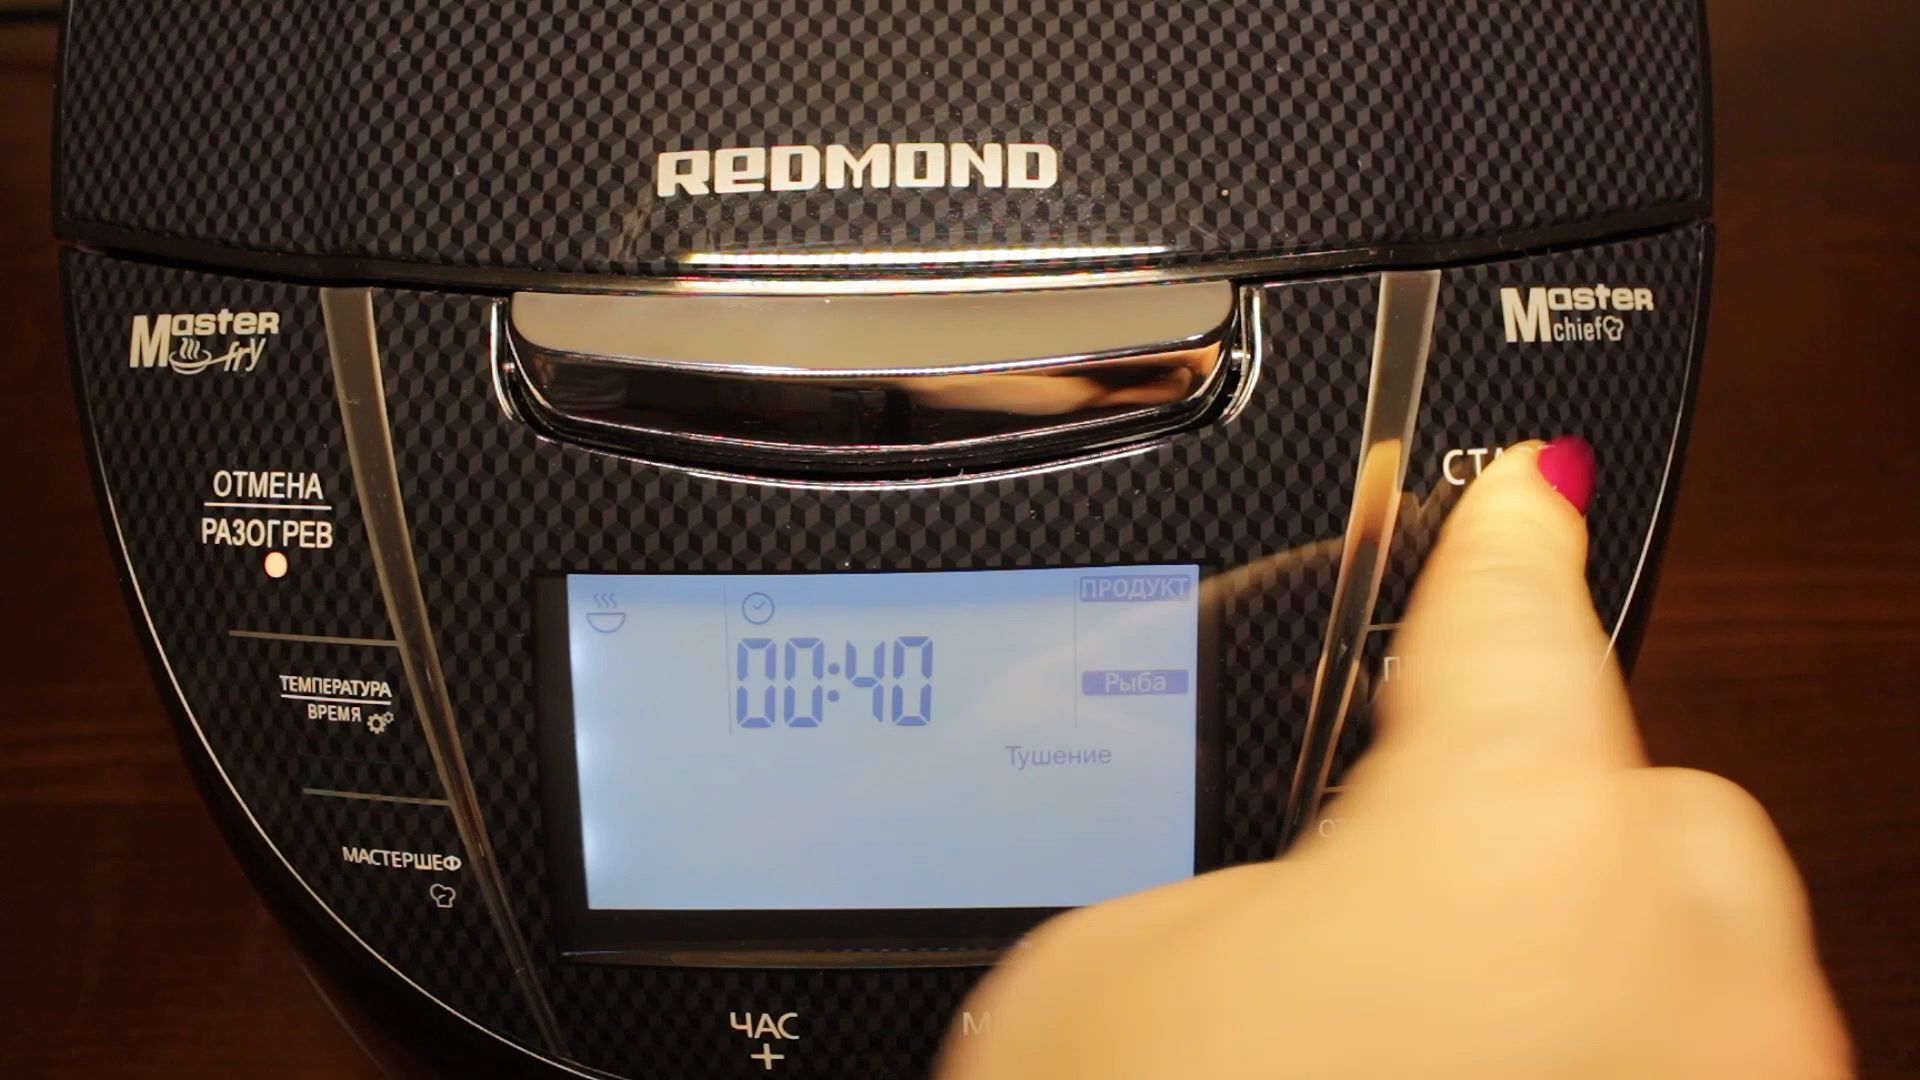 REDMOND
Master fry
Master chief
ОТМЕНА
РАЗОГРЕВ
ПРОДУКТ
00:40
Рыба
ТЕМПЕРАТУРА
ВРЕМЯ
Тушение
МАСТЕРШЕФ
ЧАС
+